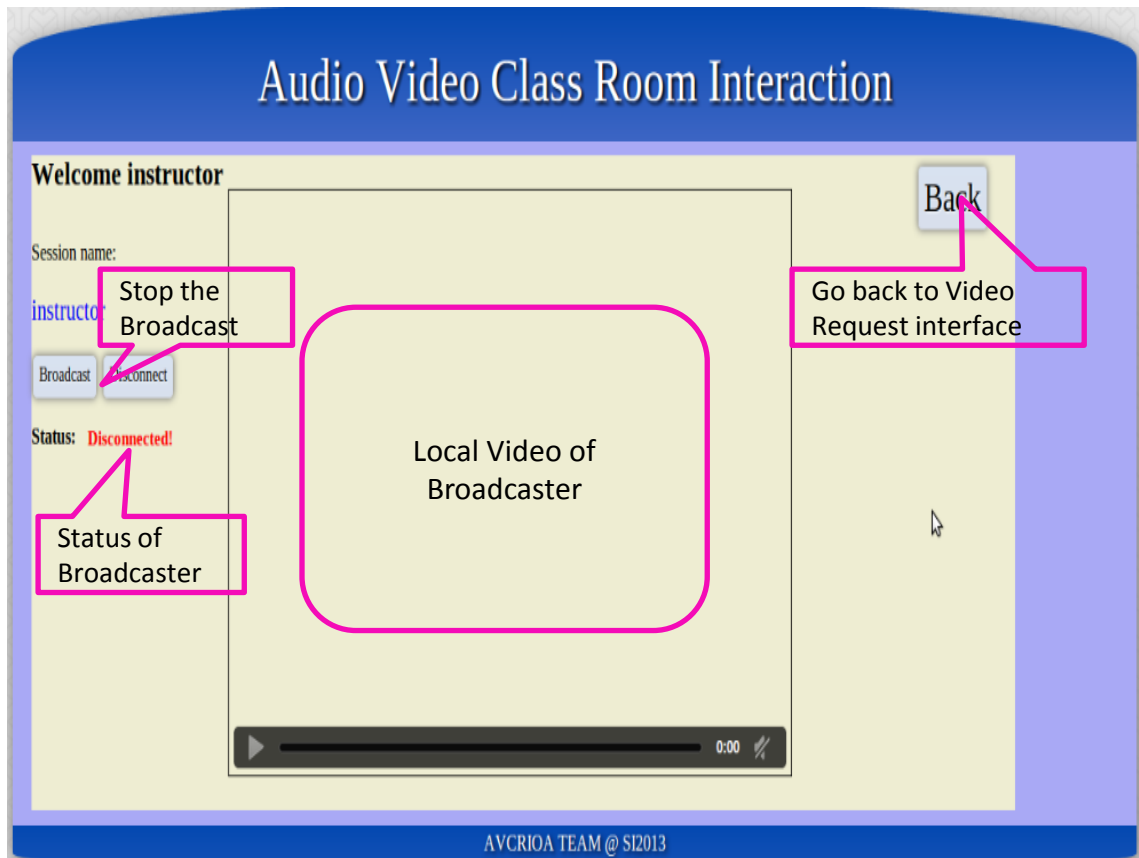 Audio Video Class Room Interaction
Welcome instructor
Back
Session name:
instructor
Stop the
Broadcast
Go back to Video
Request interface
Broadcast Disconnect
Status: Disconnected!
Local Video of
Broadcaster
Status of
Broadcaster
0:00
AVCRIOA TEAM @ SI2013